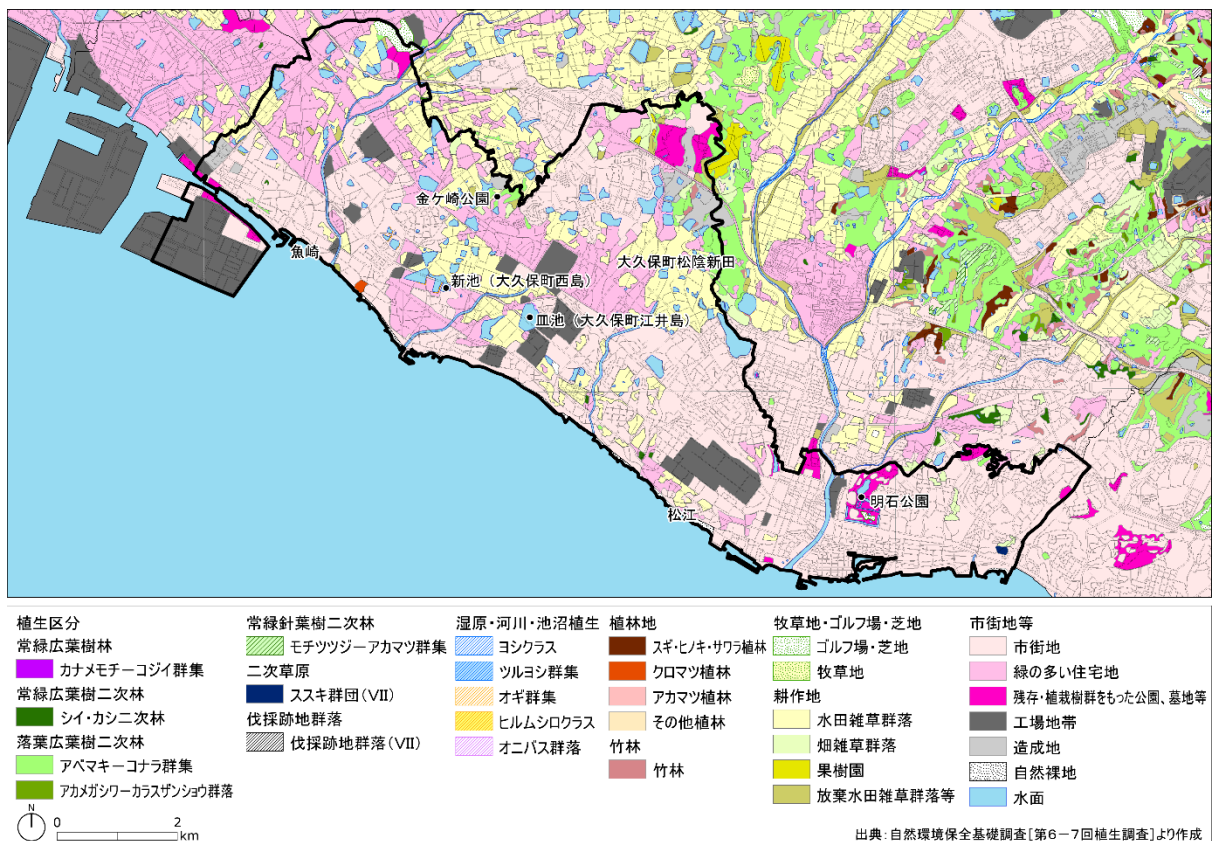 金ケ崎公園
魚崎
大久保町松陰新田
新池（大久保町西島）
皿池（大久保町江井島）
明石公園
松江
植生区分
常緑広葉樹林
カナメモチーコジイ群集
常緑広葉樹二次林
シイ・カシ二次林
落葉広葉樹二次林
アベマキーコナラ群集
アカメガシワーカラスザンショウ群落
常緑針葉樹二次林
モチツツジーアカマツ群集
二次草原
ススキ群団(Ⅶ)
伐採跡地群落
伐採跡地群落(Ⅶ)
湿原・河川・池沼植生
ヨシクラス
ツルヨシ群集
オギ群集
ヒルムシロクラス
オニバス群落
植林地
スギ・ヒノキ・サワラ植林
クロマツ植林
アカマツ植林
その他植林
竹林
竹林
牧草地・ゴルフ場・芝地
ゴルフ場・芝地
牧草地
耕作地
水田雑草群落
畑雑草群落
果樹園
放棄水田雑草群落等
市街地等
市街地
緑の多い住宅地
残存・植栽樹群をもった公園、墓地等
工場地帯
造成地
自然裸地
水面
N
0 2
km
出典：自然環境保全基礎調査[第6－7回植生調査]より作成